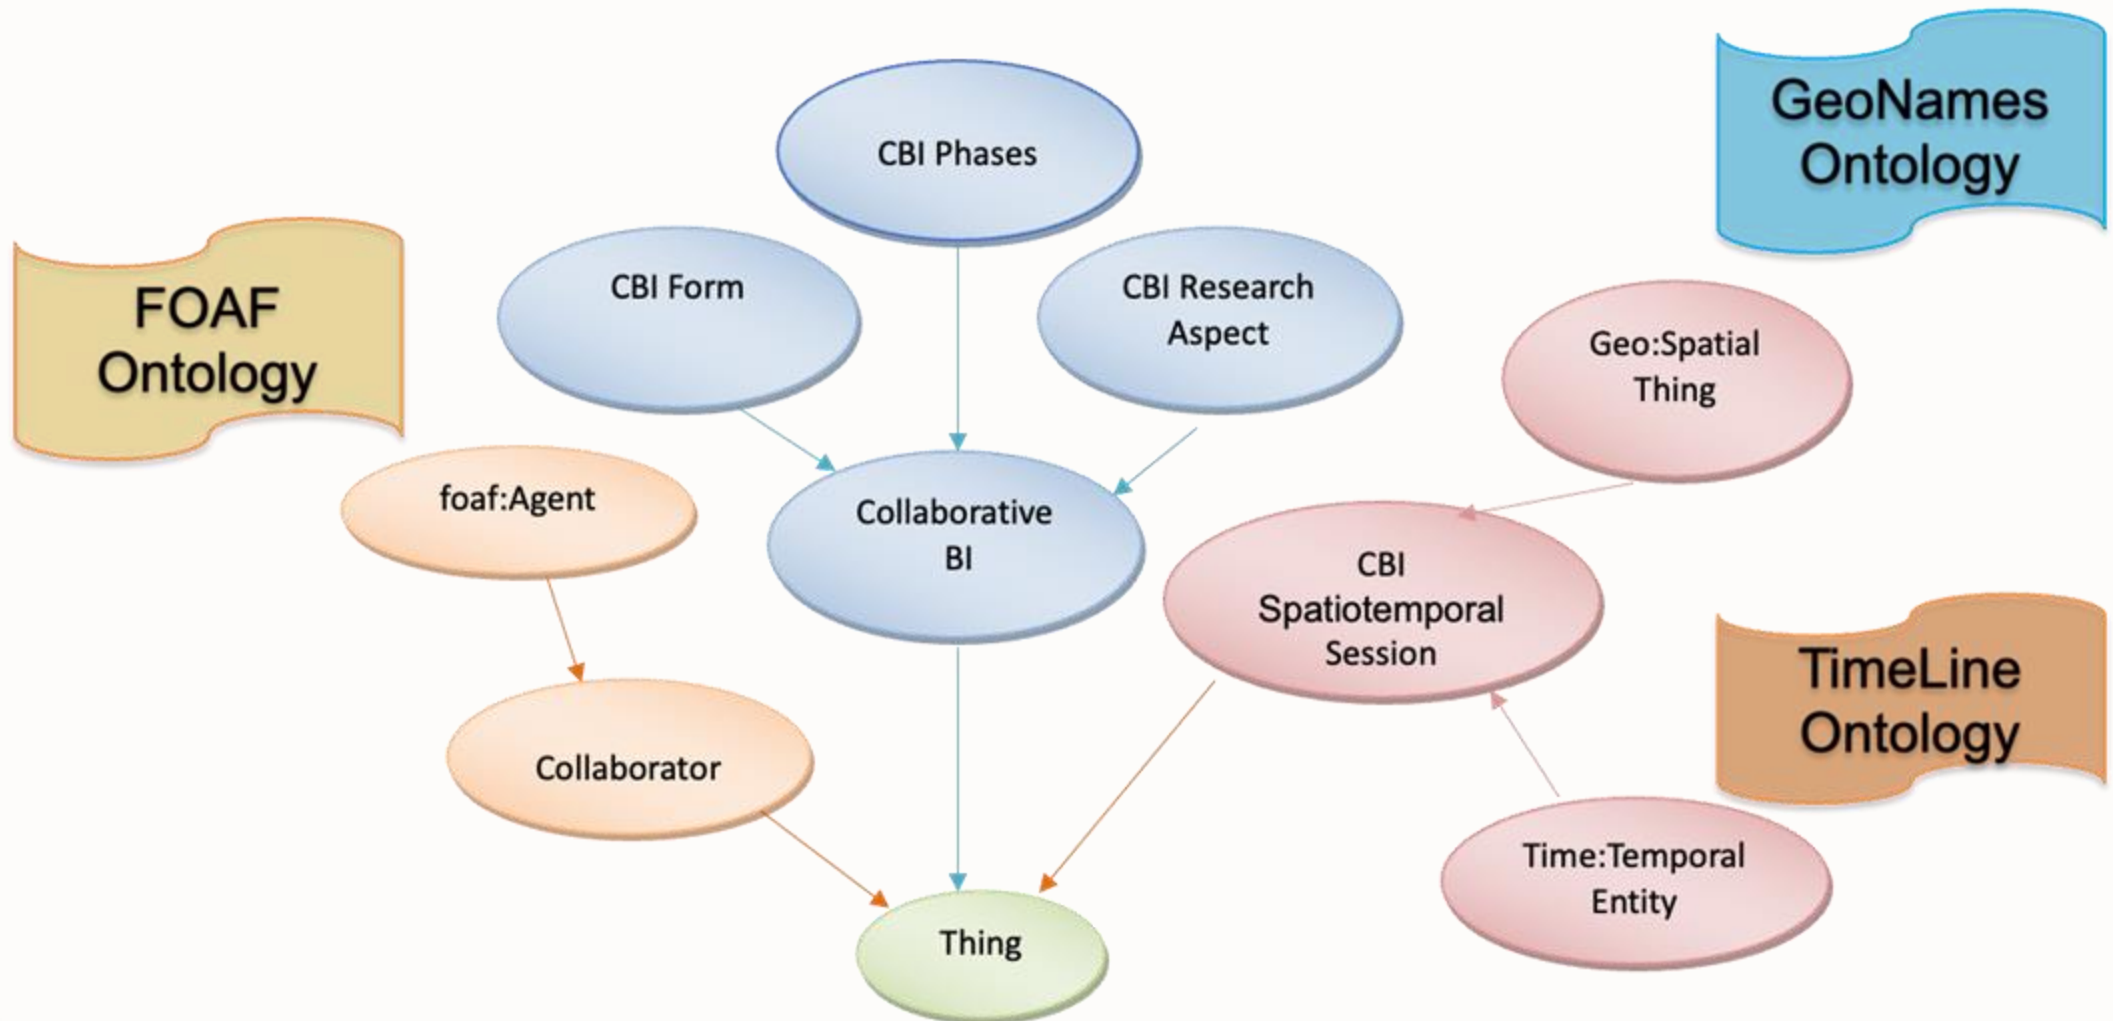 GeoNames
Ontology
CBI Phases
FOAF
Ontology
CBI Form
CBI Research
Aspect
Geo:Spatial
Thing
foaf:Agent
Collaborative
BI
CBI
Spatiotemporal
Session
TimeLine
Ontology
Collaborator
Time:Temporal
Entity
Thing